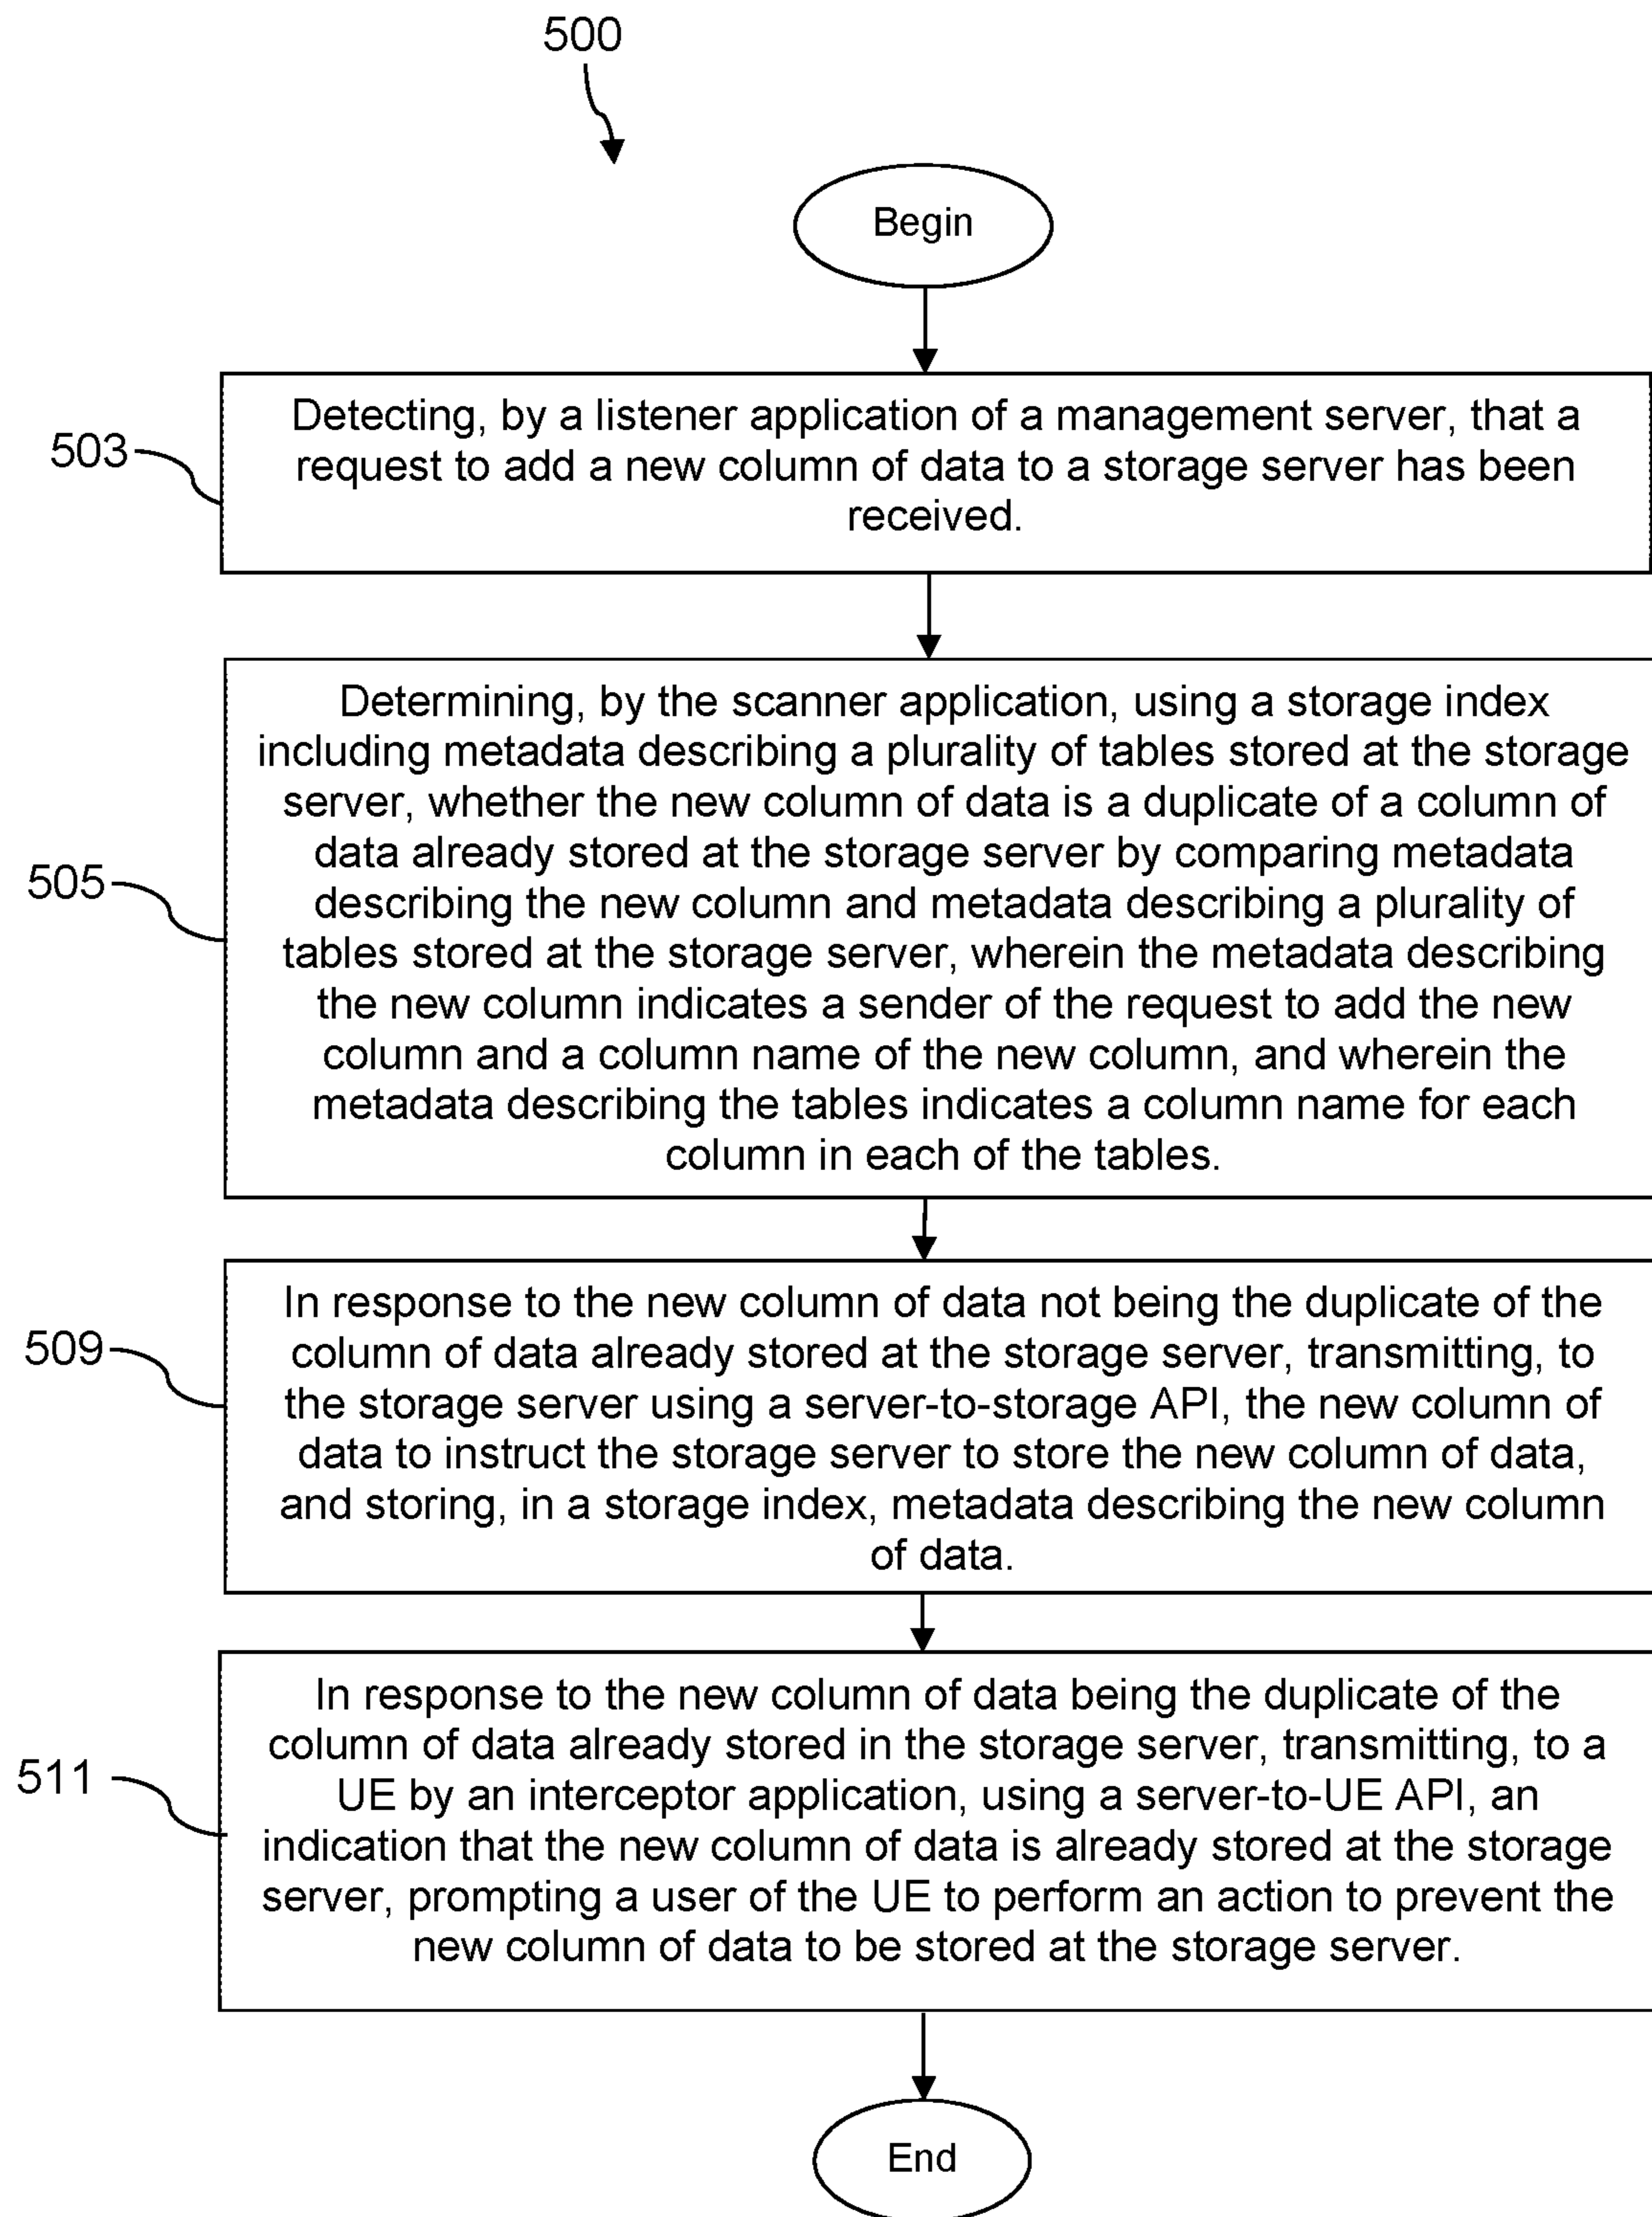 500
Begin
503
Detecting, by a listener application of a management server, that a
request to add a new column of data to a storage server has been
received.
505
Determining, by the scanner application, using a storage index
including metadata describing a plurality of tables stored at the storage
server, whether the new column of data is a duplicate of a column of
data already stored at the storage server by comparing metadata
describing the new column and metadata describing a plurality of
tables stored at the storage server, wherein the metadata describing
the new column indicates a sender of the request to add the new
column and a column name of the new column, and wherein the
metadata describing the tables indicates a column name for each
column in each of the tables.
509
In response to the new column of data not being the duplicate of the
column of data already stored at the storage server, transmitting, to
the storage server using a server-to-storage API, the new column of
data to instruct the storage server to store the new column of data,
and storing, in a storage index, metadata describing the new column
of data.
511
In response to the new column of data being the duplicate of the
column of data already stored in the storage server, transmitting, to a
UE by an interceptor application, using a server-to-UE API, an
indication that the new column of data is already stored at the storage
server, prompting a user of the UE to perform an action to prevent the
new column of data to be stored at the storage server.
End